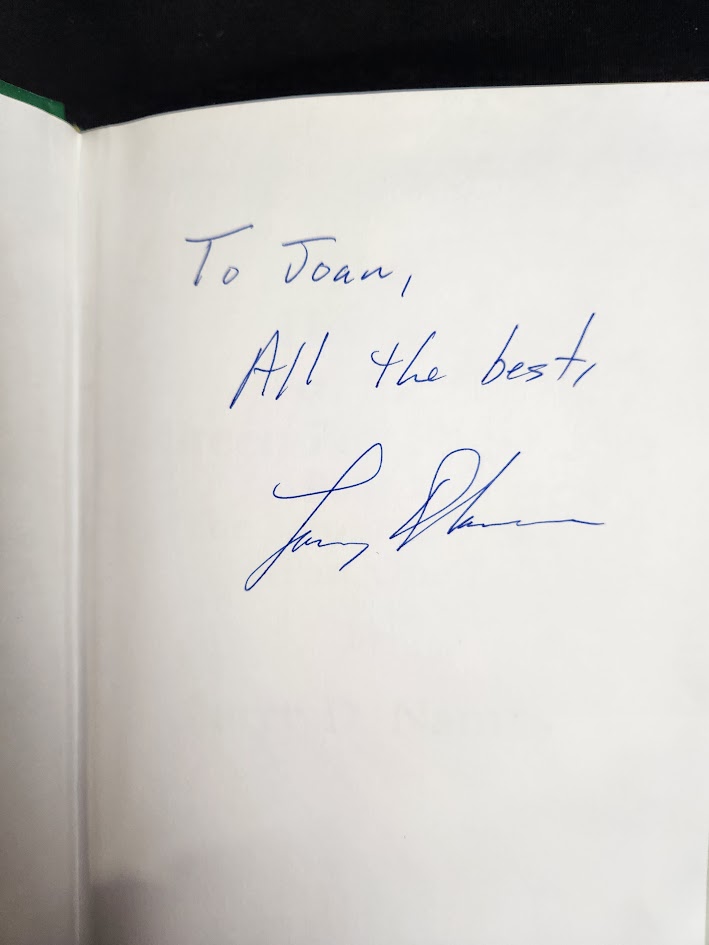 To Joan,
All the best,